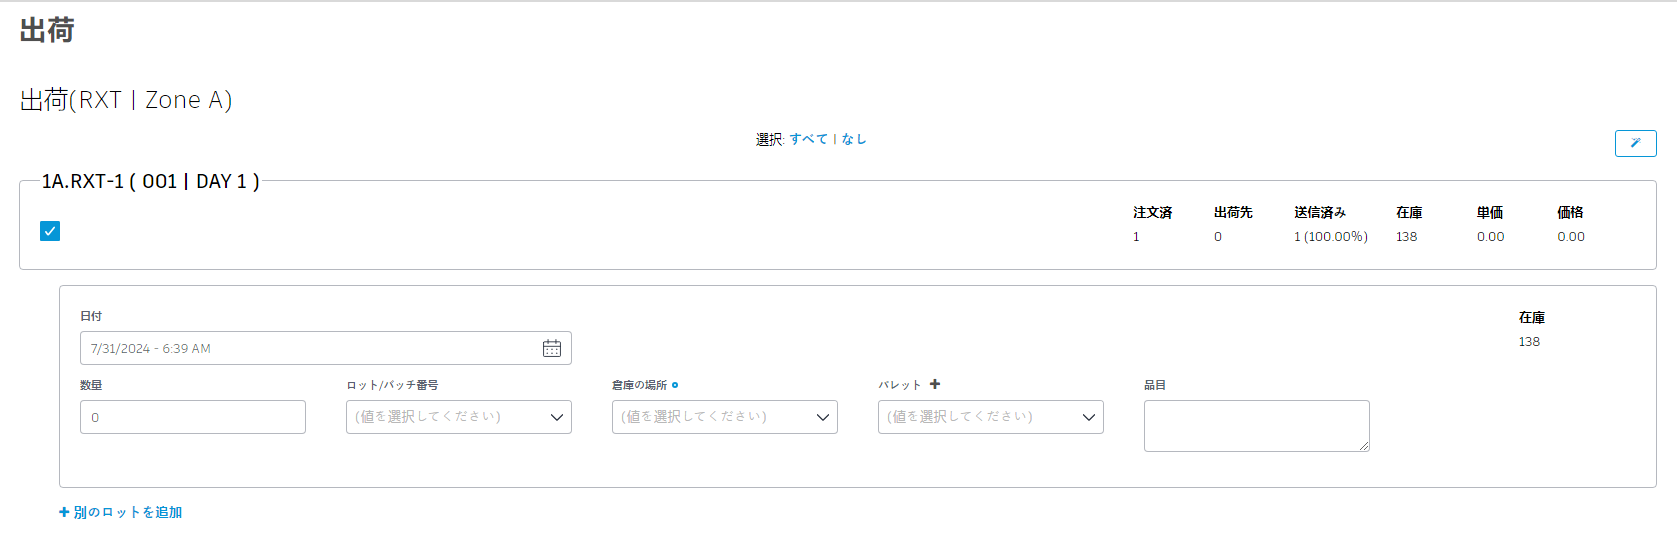 出荷
出荷(RXT | Zone A)
選択: すべて | なし
1A.RXT-1 ( 001 | DAY 1 )
注文済 出荷先 送信済み 在庫 単価 価格
1 0 1 (100.00%) 138 0.00 0.00
日付 在庫
7/31/2024 - 6:39 AM 138
数量 ロット/バッチ番号 倉庫の場所 パレット 品目
0 (値を選択してください) (値を選択してください) (値を選択してください)
+ 別のロットを追加